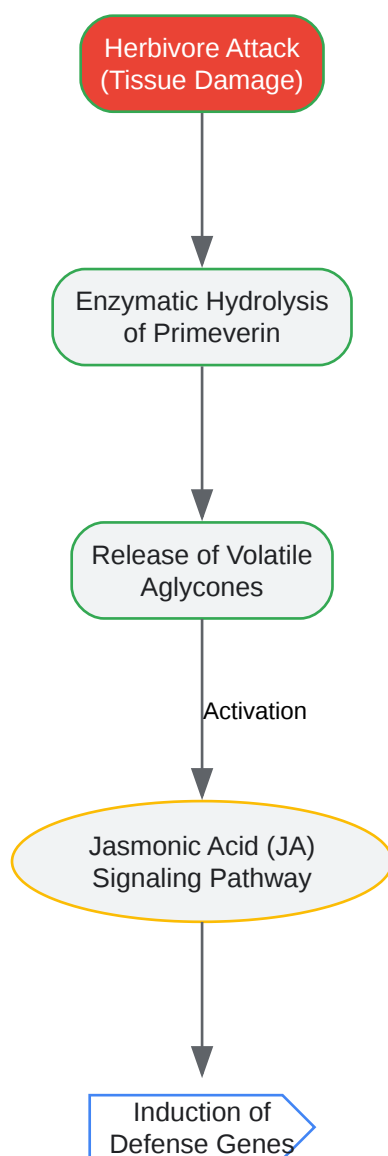 Herbivore Attack
(Tissue Damage)
Enzymatic Hydrolysis
of Primeverin
Release of Volatile
Aglycones
Activation
Jasmonic Acid (JA)
Signaling Pathway
Induction of
Defense Genes